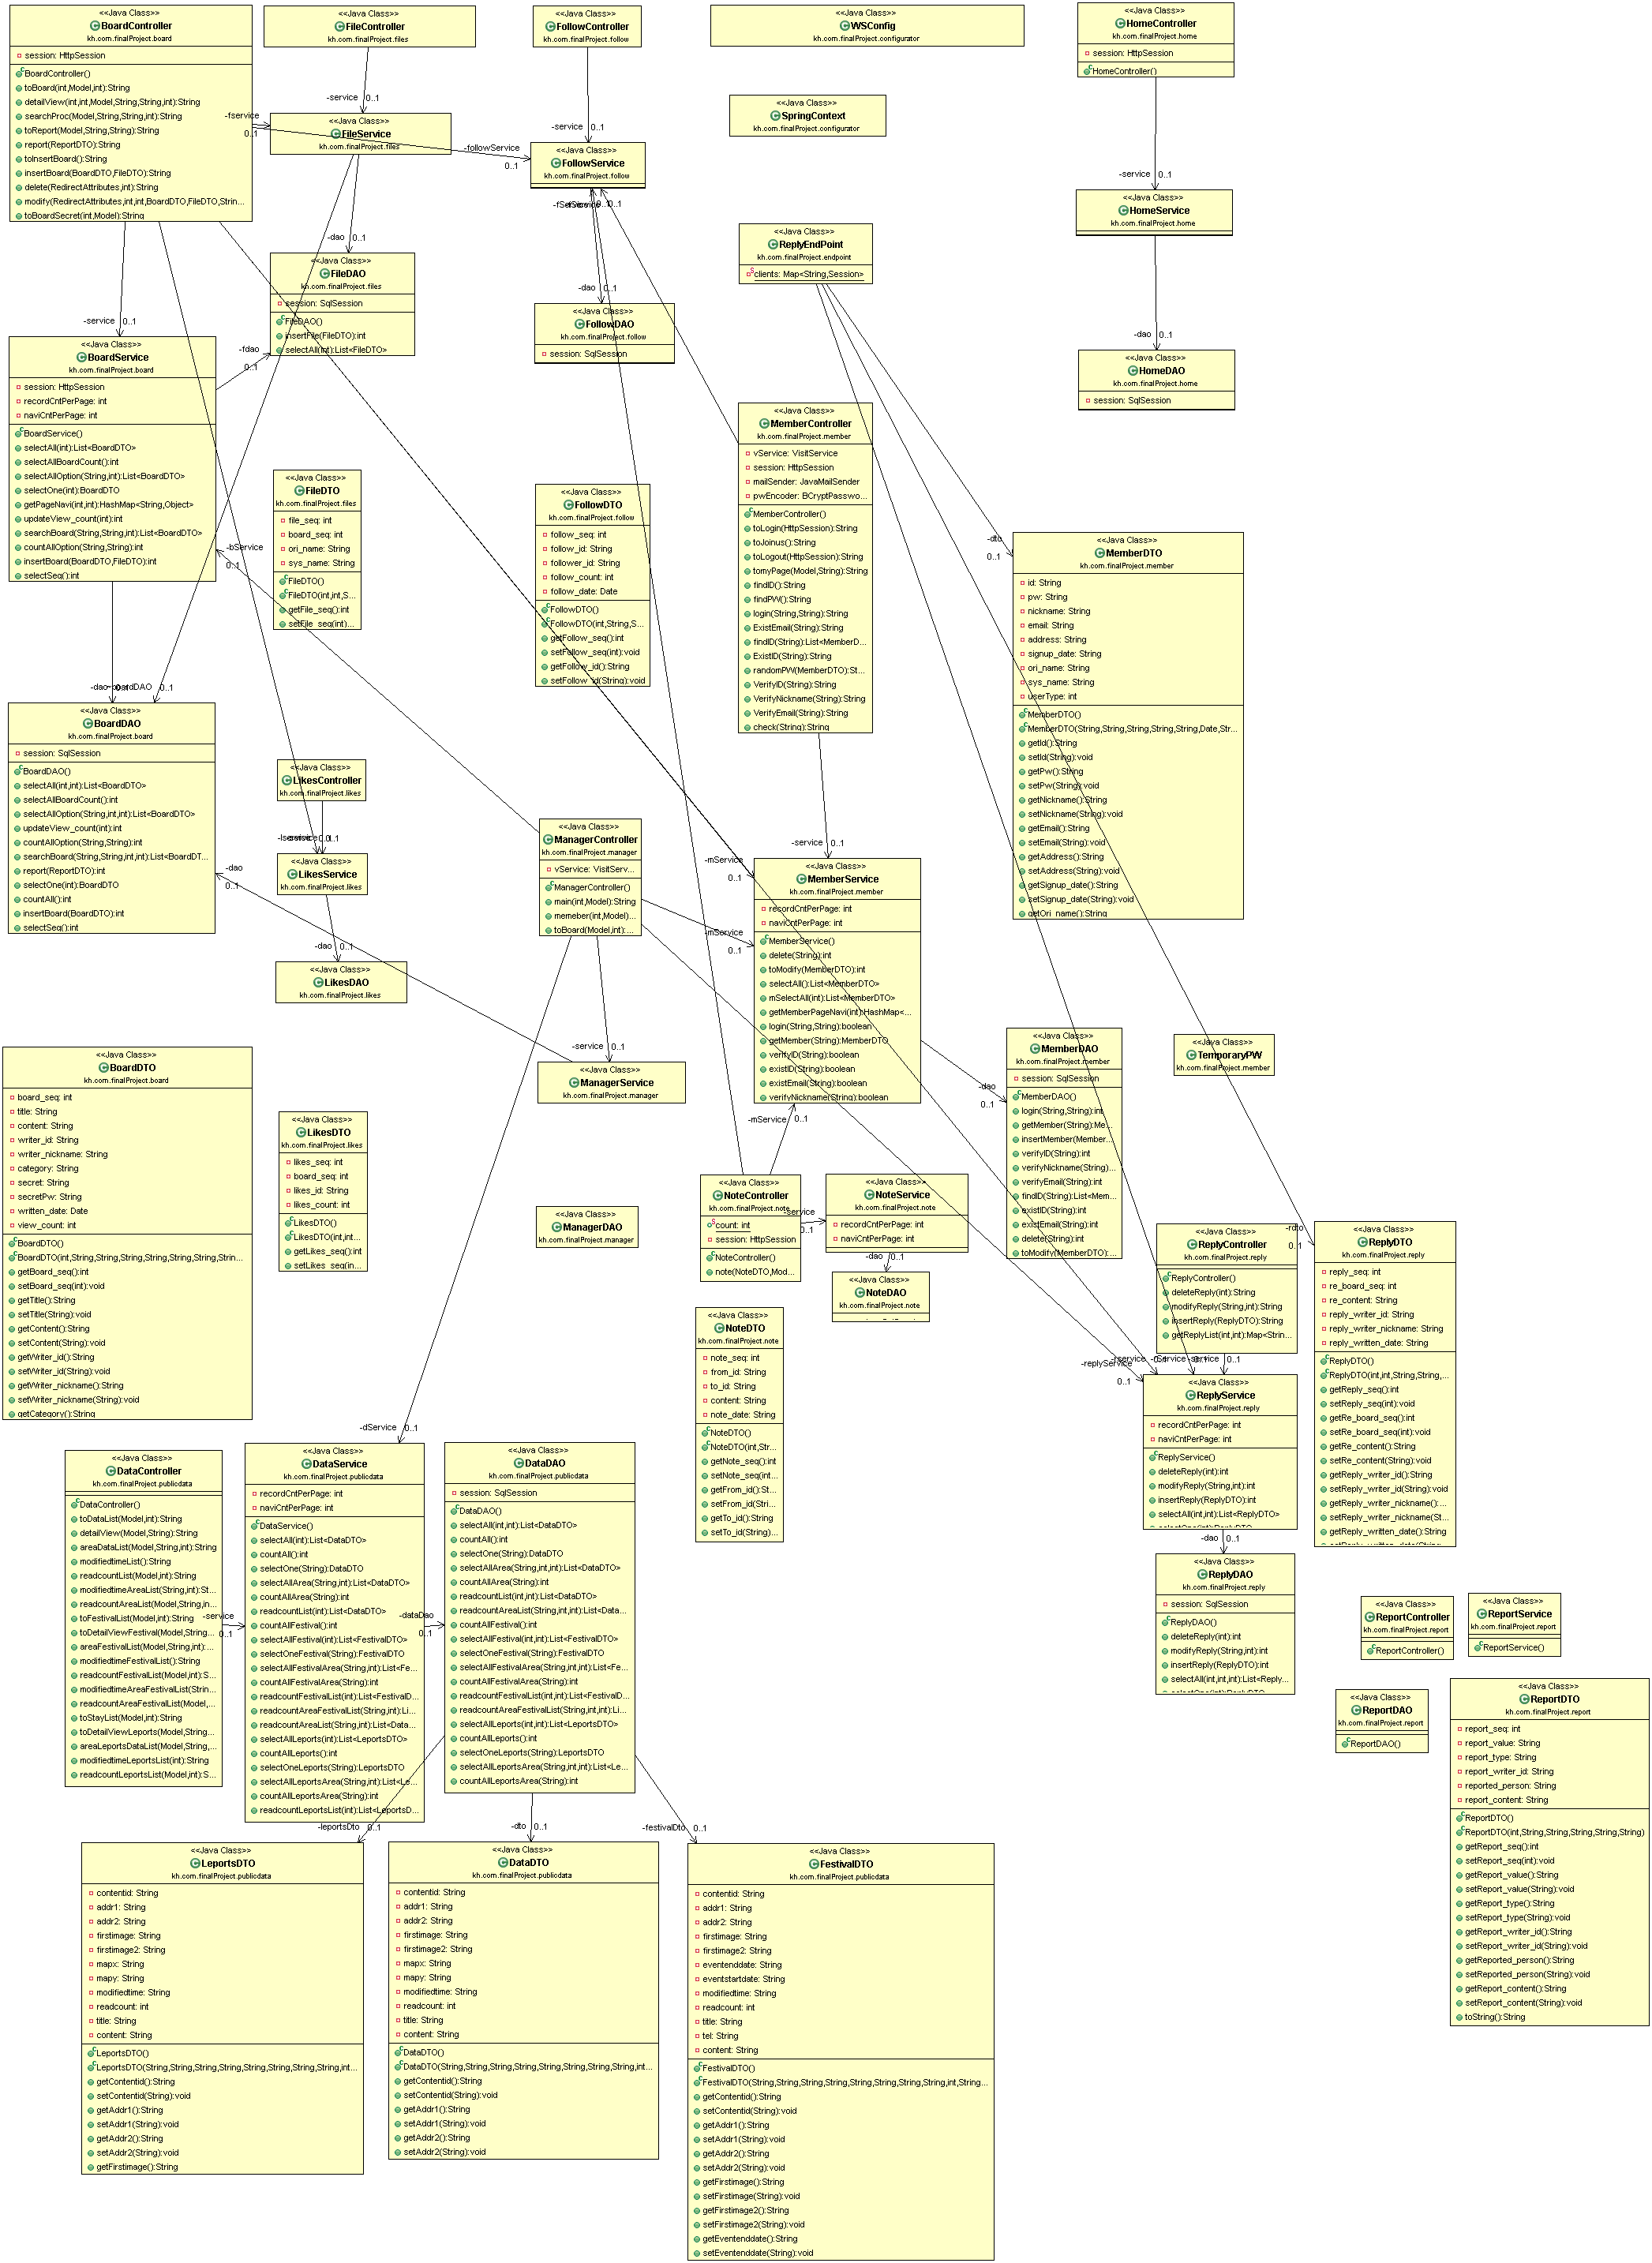 <<Java Class>>
BoardController
kh.com.finalProject.board
session: HttpSession
BoardController()
toBoard(int,Model,int):String
detailView(int,int,Model,String,String,int):String
searchProc(Model,String,String,int):String
toReport(Model,String,String):String
report(ReportDTO):String
toInsertBoard():String
insertBoard(BoardDTO,FileDTO):String
delete(RedirectAttributes,int):String
modify(RedirectAttributes,int,int,BoardDTO,FileDTO,Strin...
toBoardSecret(int,Model):String
<<Java Class>>
FileController
kh.com.finalProject.files
<<Java Class>>
FollowController
kh.com.finalProject.follow
<<Java Class>>
WSConfig
kh.com.finalProject.configurator
<<Java Class>>
HomeController
kh.com.finalProject.home
session: HttpSession
HomeController()
-service 0..1
<<Java Class>>
SpringContext
kh.com.finalProject.configurator
-fservice
0..1
<<Java Class>>
FileService
kh.com.finalProject.files
-service 0..1
-followService
0..1
<<Java Class>>
FollowService
kh.com.finalProject.follow
-service 0..1
<<Java Class>>
HomeService
kh.com.finalProject.home
-dao 0..1
<<Java Class>>
FileDAO
kh.com.finalProject.files
session: SqlSession
FileDAO()
insertFile(FileDTO):int
selectAll(int):List<FileDTO>
<<Java Class>>
ReplyEndPoint
kh.com.finalProject.endpoint
clients: Map<String,Session>
-dao 0..1
<<Java Class>>
FollowDAO
kh.com.finalProject.follow
session: SqlSession
-dao 0..1
<<Java Class>>
HomeDAO
kh.com.finalProject.home
session: SqlSession
-service 0..1
<<Java Class>>
BoardService
kh.com.finalProject.board
session: HttpSession
recordCntPerPage: int
naviCntPerPage: int
BoardService()
selectAll(int):List<BoardDTO>
selectAllBoardCount():int
selectAllOption(String,int):List<BoardDTO>
selectOne(int):BoardDTO
getPageNavi(int,int):HashMap<String,Object>
updateView_count(int):int
searchBoard(String,String,int):List<BoardDTO>
countAllOption(String,String):int
insertBoard(BoardDTO,FileDTO):int
selectSeq():int
-fdao
0..1
<<Java Class>>
FileDTO
kh.com.finalProject.files
file_seq: int
board_seq: int
ori_name: String
sys_name: String
FileDTO()
FileDTO(int,int,S...
getFile_seq():int
setFile_seq(int)...
<<Java Class>>
FollowDTO
kh.com.finalProject.follow
follow_seq: int
follow_id: String
follower_id: String
follow_count: int
follow_date: Date
FollowDTO()
FollowDTO(int,String,S...
getFollow_seq():int
setFollow_seq(int):void
getFollow_id():String
setFollow_id(String):void
<<Java Class>>
MemberController
kh.com.finalProject.member
vService: VisitService
session: HttpSession
mailSender: JavaMailSender
pwEncoder: BCryptPasswo...
MemberController()
toLogin(HttpSession):String
toJoinus():String
toLogout(HttpSession):String
tomyPage(Model,String):String
findID():String
findPW():String
login(String,String):String
ExistEmail(String):String
findID(String):List<MemberD...
ExistID(String):String
randomPW(MemberDTO):St...
VerifyID(String):String
VerifyNickname(String):String
VerifyEmail(String):String
check(String):String
-dto
0..1
<<Java Class>>
MemberDTO
kh.com.finalProject.member
id: String
pw: String
nickname: String
email: String
address: String
signup_date: String
ori_name: String
sys_name: String
userType: int
MemberDTO()
MemberDTO(String,String,String,String,String,Date,Str...
getId():String
setId(String):void
getPw():String
setPw(String):void
getNickname():String
setNickname(String):void
getEmail():String
setEmail(String):void
getAddress():String
setAddress(String):void
getSignup_date():String
setSignup_date(String):void
getOri_name():String
-bService
0..1
0..1
<<Java Class>>
BoardDAO
kh.com.finalProject.board
session: SqlSession
BoardDAO()
selectAll(int,int):List<BoardDTO>
selectAllBoardCount():int
selectAllOption(String,int,int):List<BoardDTO>
updateView_count(int):int
countAllOption(String,String):int
searchBoard(String,String,int,int):List<BoardDT...
report(ReportDTO):int
selectOne(int):BoardDTO
countAll():int
insertBoard(BoardDTO):int
selectSeq():int
<<Java Class>>
LikesController
kh.com.finalProject.likes
<<Java Class>>
LikesService
kh.com.finalProject.likes
-dao
0..1
-dao 0..1
<<Java Class>>
LikesDAO
kh.com.finalProject.likes
<<Java Class>>
ManagerController
kh.com.finalProject.manager
vService: VisitServ...
ManagerController()
main(int,Model):String
memeber(int,Model)...
toBoard(Model,int):...
-service 0..1
-mService
0..1
-mService
0..1
<<Java Class>>
MemberService
kh.com.finalProject.member
recordCntPerPage: int
naviCntPerPage: int
MemberService()
delete(String):int
toModify(MemberDTO):int
selectAll():List<MemberDTO>
mSelectAll(int):List<MemberDTO>
getMemberPageNavi(int):HashMap<...
login(String,String):boolean
getMember(String):MemberDTO
verifyID(String):boolean
existID(String):boolean
existEmail(String):boolean
verifyNickname(String):boolean
-service 0..1
<<Java Class>>
ManagerService
kh.com.finalProject.manager
-dao
0..1
<<Java Class>>
MemberDAO
kh.com.finalProject.member
session: SqlSession
MemberDAO()
login(String,String):int
getMember(String):Me...
insertMember(Member...
verifyID(String):int
verifyNickname(String)...
verifyEmail(String):int
findID(String):List<Mem...
existID(String):int
existEmail(String):int
delete(String):int
toModify(MemberDTO):...
<<Java Class>>
TemporaryPW
kh.com.finalProject.member
<<Java Class>>
BoardDTO
kh.com.finalProject.board
board_seq: int
title: String
content: String
writer_id: String
writer_nickname: String
category: String
secret: String
secretPw: String
written_date: Date
view_count: int
BoardDTO()
BoardDTO(int,String,String,String,String,String,String,Strin...
getBoard_seq():int
setBoard_seq(int):void
getTitle():String
setTitle(String):void
getContent():String
setContent(String):void
getWriter_id():String
setWriter_id(String):void
getWriter_nickname():String
setWriter_nickname(String):void
getCategory():String
<<Java Class>>
LikesDTO
kh.com.finalProject.likes
likes_seq: int
board_seq: int
likes_id: String
likes_count: int
LikesDTO()
LikesDTO(int,int...
getLikes_seq():int
setLikes_seq(in...
<<Java Class>>
ManagerDAO
kh.com.finalProject.manager
-mService
0..1
<<Java Class>>
NoteController
kh.com.finalProject.note
count: int
session: HttpSession
NoteController()
note(NoteDTO,Mod...
-service
0..1
<<Java Class>>
NoteService
kh.com.finalProject.note
recordCntPerPage: int
naviCntPerPage: int
-dao 0..1
<<Java Class>>
NoteDAO
kh.com.finalProject.note
<<Java Class>>
NoteDTO
kh.com.finalProject.note
note_seq: int
from_id: String
to_id: String
content: String
note_date: String
NoteDTO()
NoteDTO(int,Str...
getNote_seq():int
setNote_seq(int...
getFrom_id():St...
setFrom_id(Stri...
getTo_id():String
setTo_id(String)...
<<Java Class>>
ReplyController
kh.com.finalProject.reply
ReplyController()
deleteReply(int):String
modifyReply(String,int):String
insertReply(ReplyDTO):String
getReplyList(int,int):Map<Strin...
-rdto
0..1
<<Java Class>>
ReplyDTO
kh.com.finalProject.reply
reply_seq: int
re_board_seq: int
re_content: String
reply_writer_id: String
reply_writer_nickname: String
reply_written_date: String
ReplyDTO()
ReplyDTO(int,int,String,String,...
getReply_seq():int
setReply_seq(int):void
getRe_board_seq():int
setRe_board_seq(int):void
getRe_content():String
setRe_content(String):void
getReply_writer_id():String
setReply_writer_id(String):void
getReply_writer_nickname():...
setReply_writer_nickname(St...
getReply_written_date():String
-replyService
0..1
-service 0..1
<<Java Class>>
ReplyService
kh.com.finalProject.reply
recordCntPerPage: int
naviCntPerPage: int
ReplyService()
deleteReply(int):int
modifyReply(String,int):int
insertReply(ReplyDTO):int
selectAll(int,int):List<ReplyDTO>
-dao 0..1
<<Java Class>>
ReplyDAO
kh.com.finalProject.reply
session: SqlSession
ReplyDAO()
deleteReply(int):int
modifyReply(String,int):int
insertReply(ReplyDTO):int
selectAll(int,int,int):List<Reply...
-dService 0..1
<<Java Class>>
DataController
kh.com.finalProject.publicdata
DataController()
toDataList(Model,int):String
detailView(Model,String):String
areaDataList(Model,String,int):String
modifiedtimeList():String
readcountList(Model,int):String
modifiedtimeAreaList(String,int):St...
readcountAreaList(Model,String,in...
toFestivalList(Model,int):String
toDetailViewFestival(Model,String...
areaFestivalList(Model,String,int):...
modifiedtimeFestivalList():String
readcountFestivalList(Model,int):S...
modifiedtimeAreaFestivalList(Strin...
readcountAreaFestivalList(Model,...
toStayList(Model,int):String
toDetailViewLeports(Model,String...
areaLeportsDataList(Model,String,...
modifiedtimeLeportsList(int):String
readcountLeportsList(Model,int):S...
-service
0..1
<<Java Class>>
DataService
kh.com.finalProject.publicdata
recordCntPerPage: int
naviCntPerPage: int
DataService()
selectAll(int):List<DataDTO>
countAll():int
selectOne(String):DataDTO
selectAllArea(String,int):List<DataDTO>
countAllArea(String):int
readcountList(int):List<DataDTO>
countAllFestival():int
selectAllFestival(int):List<FestivalDTO>
selectOneFestival(String):FestivalDTO
selectAllFestivalArea(String,int):List<Fe...
countAllFestivalArea(String):int
readcountFestivalList(int):List<FestivalD...
readcountAreaFestivalList(String,int):Li...
readcountAreaList(String,int):List<Data...
selectAllLeports(int):List<LeportsDTO>
countAllLeports():int
selectOneLeports(String):LeportsDTO
selectAllLeportsArea(String,int):List<Le...
countAllLeportsArea(String):int
readcountLeportsList(int):List<LeportsD...
-dataDao
0..1
<<Java Class>>
DataDAO
kh.com.finalProject.publicdata
session: SqlSession
DataDAO()
selectAll(int,int):List<DataDTO>
countAll():int
selectOne(String):DataDTO
selectAllArea(String,int,int):List<DataDTO>
countAllArea(String):int
readcountList(int,int):List<DataDTO>
readcountAreaList(String,int,int):List<Data...
countAllFestival():int
selectAllFestival(int,int):List<FestivalDTO>
selectOneFestival(String):FestivalDTO
selectAllFestivalArea(String,int,int):List<Fe...
countAllFestivalArea(String):int
readcountFestivalList(int,int):List<FestivalD...
readcountAreaFestivalList(String,int,int):Li...
selectAllLeports(int,int):List<LeportsDTO>
countAllLeports():int
selectOneLeports(String):LeportsDTO
selectAllLeportsArea(String,int,int):List<Le...
countAllLeportsArea(String):int
<<Java Class>>
ReportController
kh.com.finalProject.report
ReportController()
<<Java Class>>
ReportService
kh.com.finalProject.report
ReportService()
<<Java Class>>
ReportDAO
kh.com.finalProject.report
ReportDAO()
<<Java Class>>
ReportDTO
kh.com.finalProject.report
report_seq: int
report_value: String
report_type: String
report_writer_id: String
reported_person: String
report_content: String
ReportDTO()
ReportDTO(int,String,String,String,String,String)
getReport_seq():int
setReport_seq(int):void
getReport_value():String
setReport_value(String):void
getReport_type():String
setReport_type(String):void
getReport_writer_id():String
setReport_writer_id(String):void
getReported_person():String
setReported_person(String):void
getReport_content():String
setReport_content(String):void
toString():String
-leportsDto 0..1
<<Java Class>>
LeportsDTO
kh.com.finalProject.publicdata
contentid: String
addr1: String
addr2: String
firstimage: String
firstimage2: String
mapx: String
mapy: String
modifiedtime: String
readcount: int
title: String
content: String
LeportsDTO()
LeportsDTO(String,String,String,String,String,String,String,String,int...
getContentid():String
setContentid(String):void
getAddr1():String
setAddr1(String):void
getAddr2():String
setAddr2(String):void
getFirstimage():String
-dto 0..1
<<Java Class>>
DataDTO
kh.com.finalProject.publicdata
contentid: String
addr1: String
addr2: String
firstimage: String
firstimage2: String
mapx: String
mapy: String
modifiedtime: String
readcount: int
title: String
content: String
DataDTO()
DataDTO(String,String,String,String,String,String,String,String,int...
getContentid():String
setContentid(String):void
getAddr1():String
setAddr1(String):void
getAddr2():String
setAddr2(String):void
-festivalDto 0..1
<<Java Class>>
FestivalDTO
kh.com.finalProject.publicdata
contentid: String
addr1: String
addr2: String
firstimage: String
firstimage2: String
eventenddate: String
eventstartdate: String
modifiedtime: String
readcount: int
title: String
tel: String
content: String
FestivalDTO()
FestivalDTO(String,String,String,String,String,String,String,String,int,String...
getContentid():String
setContentid(String):void
getAddr1():String
setAddr1(String):void
getAddr2():String
setAddr2(String):void
getFirstimage():String
setFirstimage(String):void
getFirstimage2():String
setFirstimage2(String):void
getEventenddate():String
setEventenddate(String):void